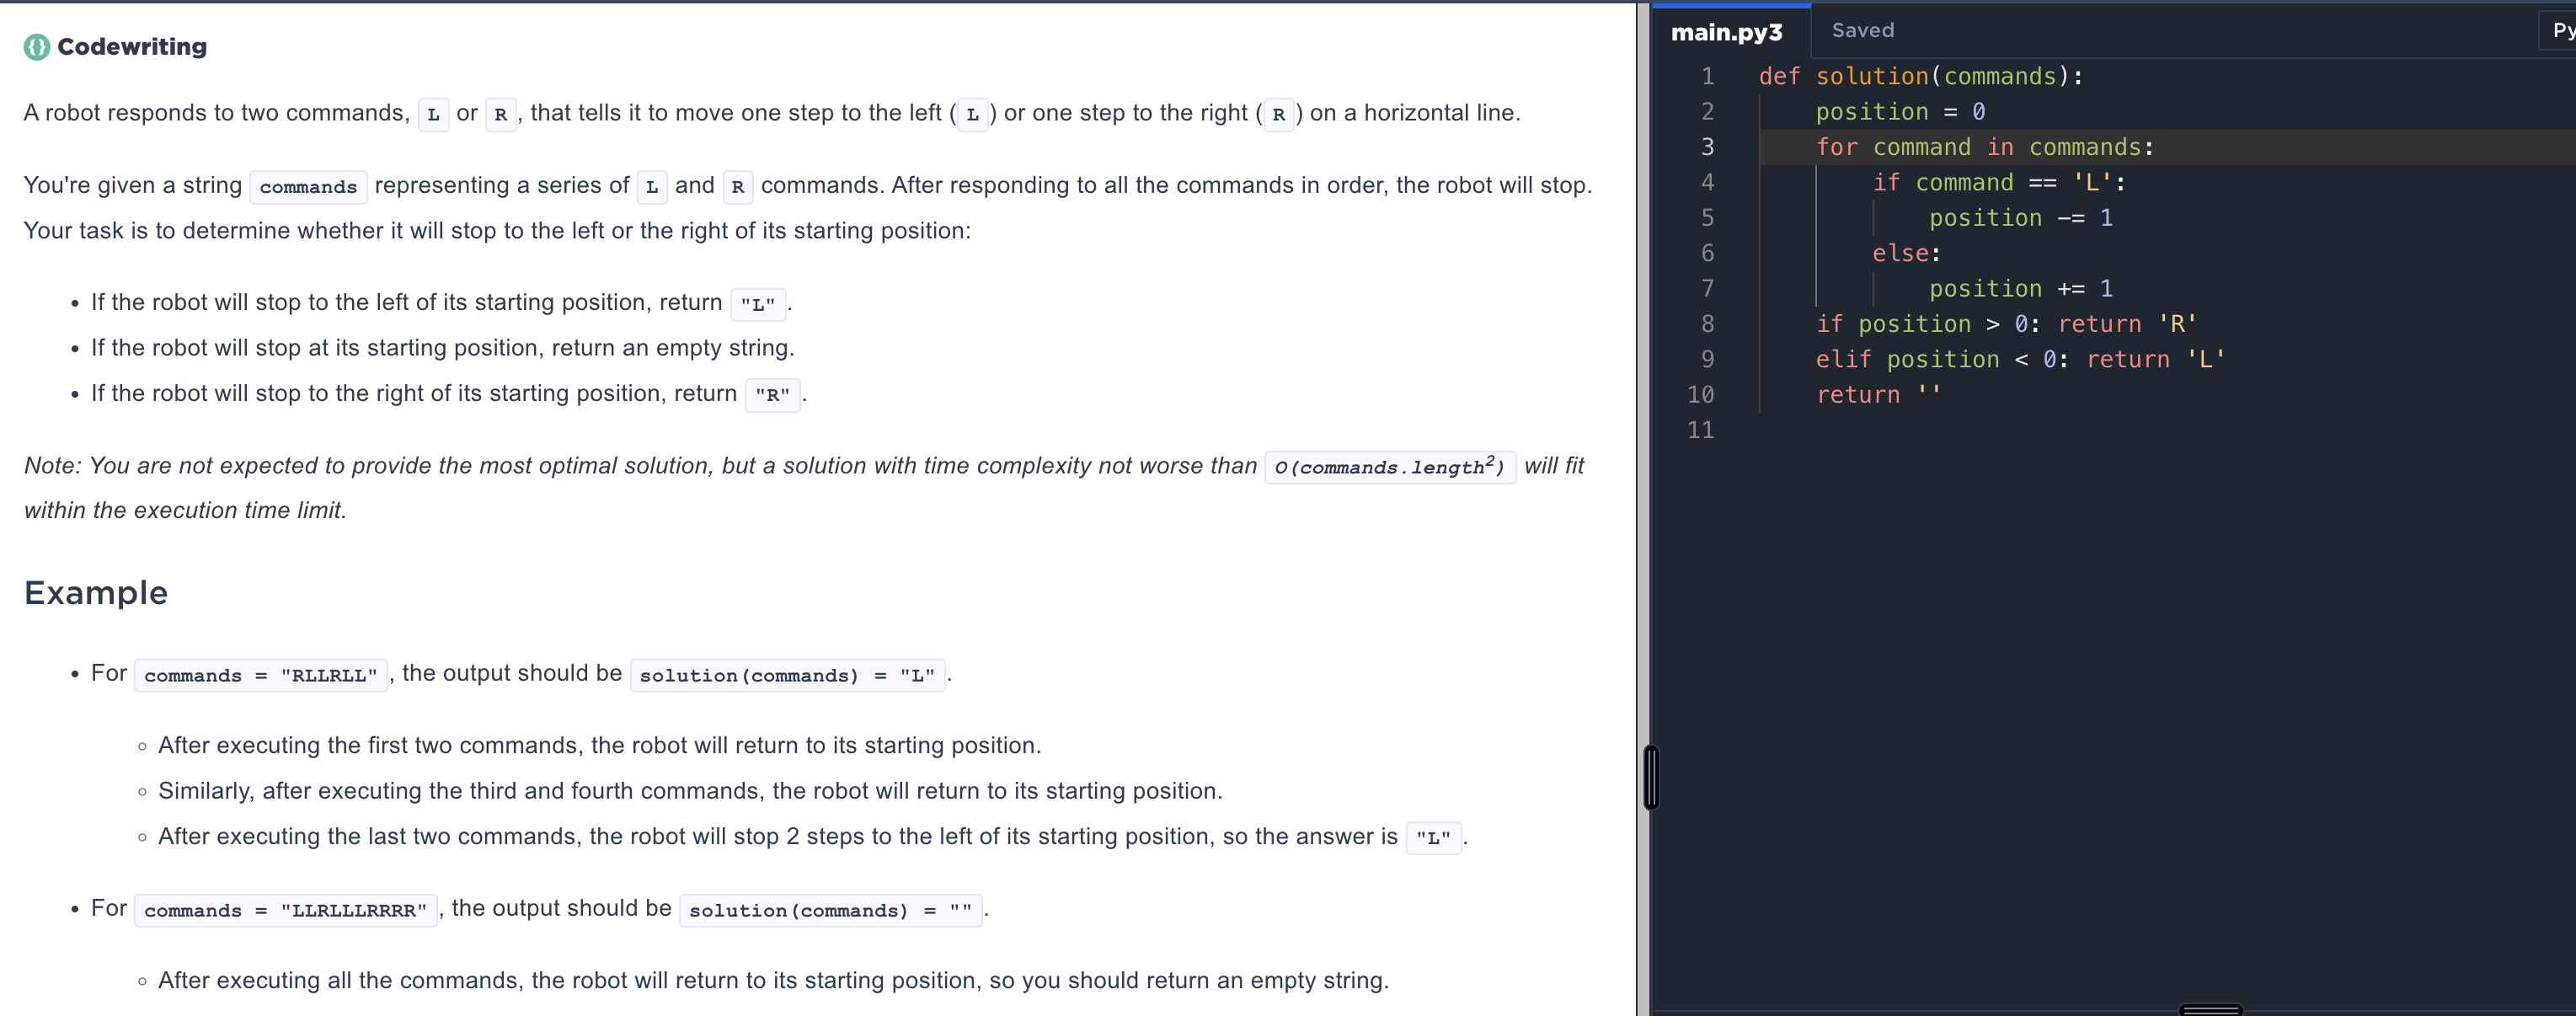 Codewriting
A robot responds to two commands, L or R, that tells it to move one step to the left (L) or one step to the right (R) on a horizontal line.
You're given a string commands representing a series of L and R commands. After responding to all the commands in order, the robot will stop.
Your task is to determine whether it will stop to the left or the right of its starting position:
• If the robot will stop to the left of its starting position, return "L".
• If the robot will stop at its starting position, return an empty string.
• If the robot will stop to the right of its starting position, return "R".
Note: You are not expected to provide the most optimal solution, but a solution with time complexity not worse than O(commands.length²) will fit
within the execution time limit.
Example
• For commands = "RLLRLL", the output should be solution(commands) = "L".
◦ After executing the first two commands, the robot will return to its starting position.
◦ Similarly, after executing the third and fourth commands, the robot will return to its starting position.
◦ After executing the last two commands, the robot will stop 2 steps to the left of its starting position, so the answer is "L".
• For commands = "LLRLLLRRRR", the output should be solution(commands) = "".
◦ After executing all the commands, the robot will return to its starting position, so you should return an empty string.
main.py3 Saved Py
1 def solution(commands):
2     position = 0
3     for command in commands:
4         if command == 'L':
5             position -= 1
6         else:
7             position += 1
8     if position > 0: return 'R'
9     elif position < 0: return 'L'
10     return ''
11